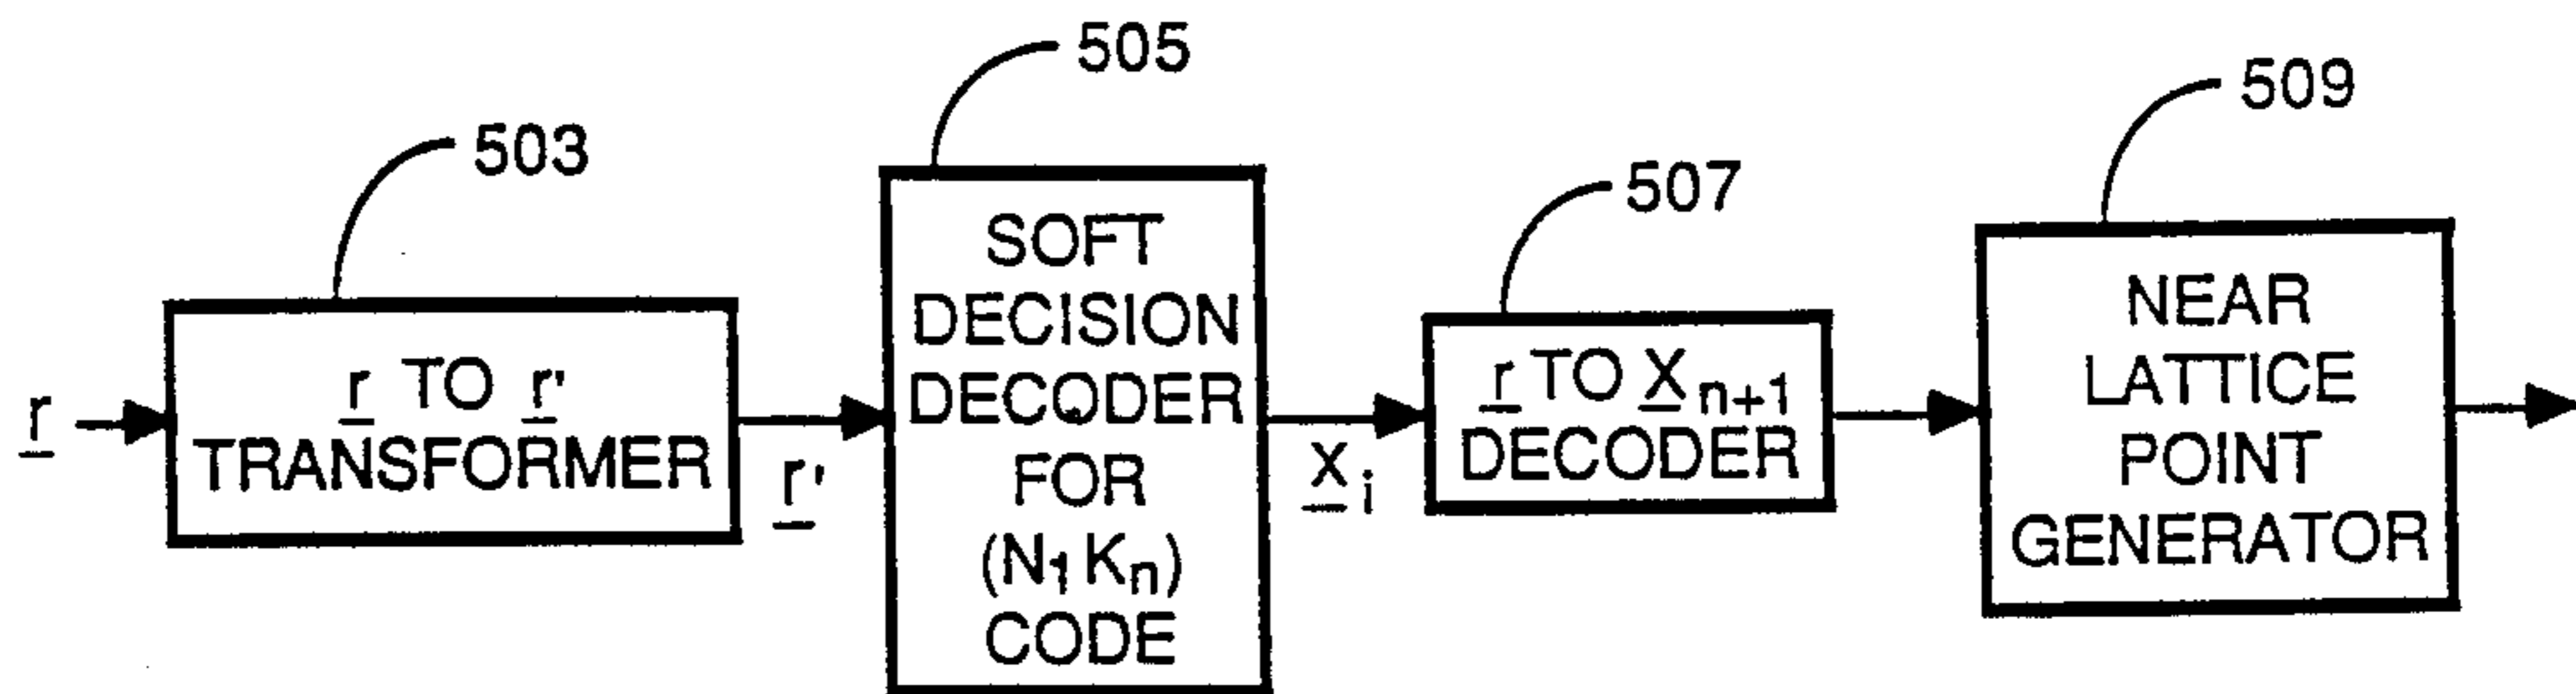 r
503
r TO r'
TRANSFORMER
r'
505
SOFT
DECISION
DECODER
FOR
(N1 Kn)
CODE
Xi
507
r TO Xn+1
DECODER
509
NEAR
LATTICE
POINT
GENERATOR